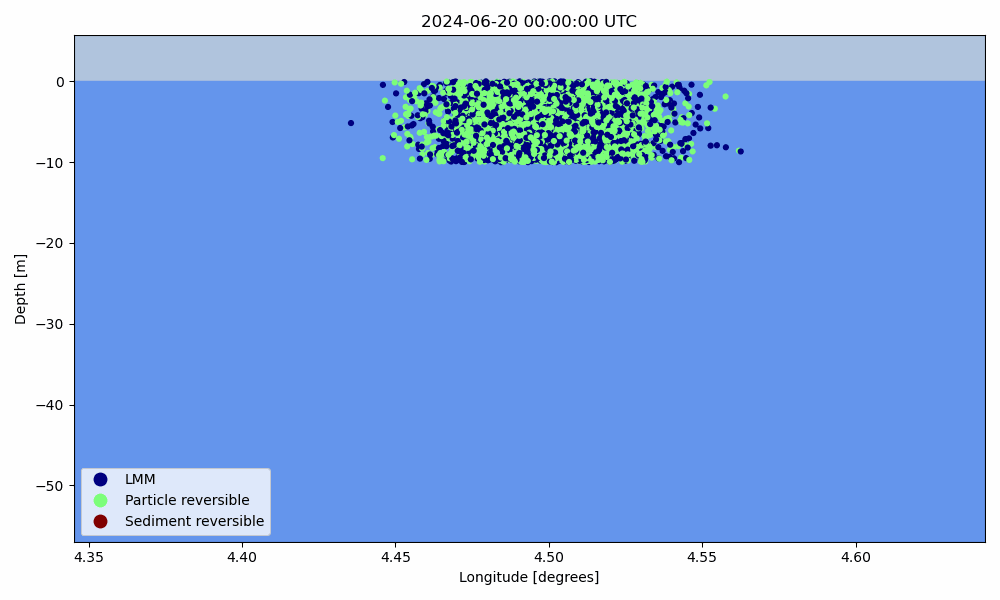 2024-06-20 00:00:00 UTC
0
−10
−20
−30
−40
−50
Depth [m]
LMM
Particle reversible
Sediment reversible
4.35 4.40 4.45 4.50 4.55 4.60
Longitude [degrees]